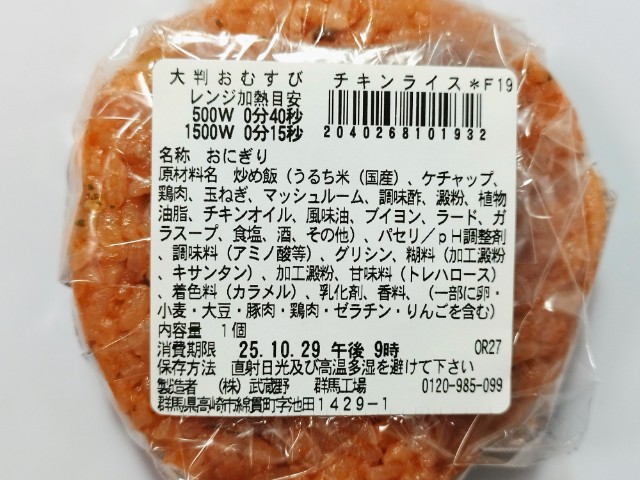 大判おむすび　チキンライス＊F19
レンジ加熱目安
500W 0分40秒
1500W 0分15秒
2040268101932
名称　おにぎり
原材料名　炒め飯（うるち米（国産）、ケチャップ、
鶏肉、玉ねぎ、マッシュルーム、調味酢、澱粉、植物
油脂、チキンオイル、風味油、ブイヨン、ラード、ガ
ラスープ、食塩、酒、その他）、パセリ／ｐＨ調整剤
、調味料（アミノ酸等）、グリシン、糊料（加工澱粉
、キサンタン）、加工澱粉、甘味料（トレハロース）
、着色料（カラメル）、乳化剤、香料、（一部に卵・
小麦・大豆・豚肉・鶏肉・ゼラチン・りんごを含む）
内容量　1個
消費期限　25.10.29 午後 9時　OR27
保存方法　直射日光及び高温多湿を避けて下さい
製造者　（株）武蔵野　群馬工場　0120-985-099
群馬県高崎市綿貫町字池田１４２９－１